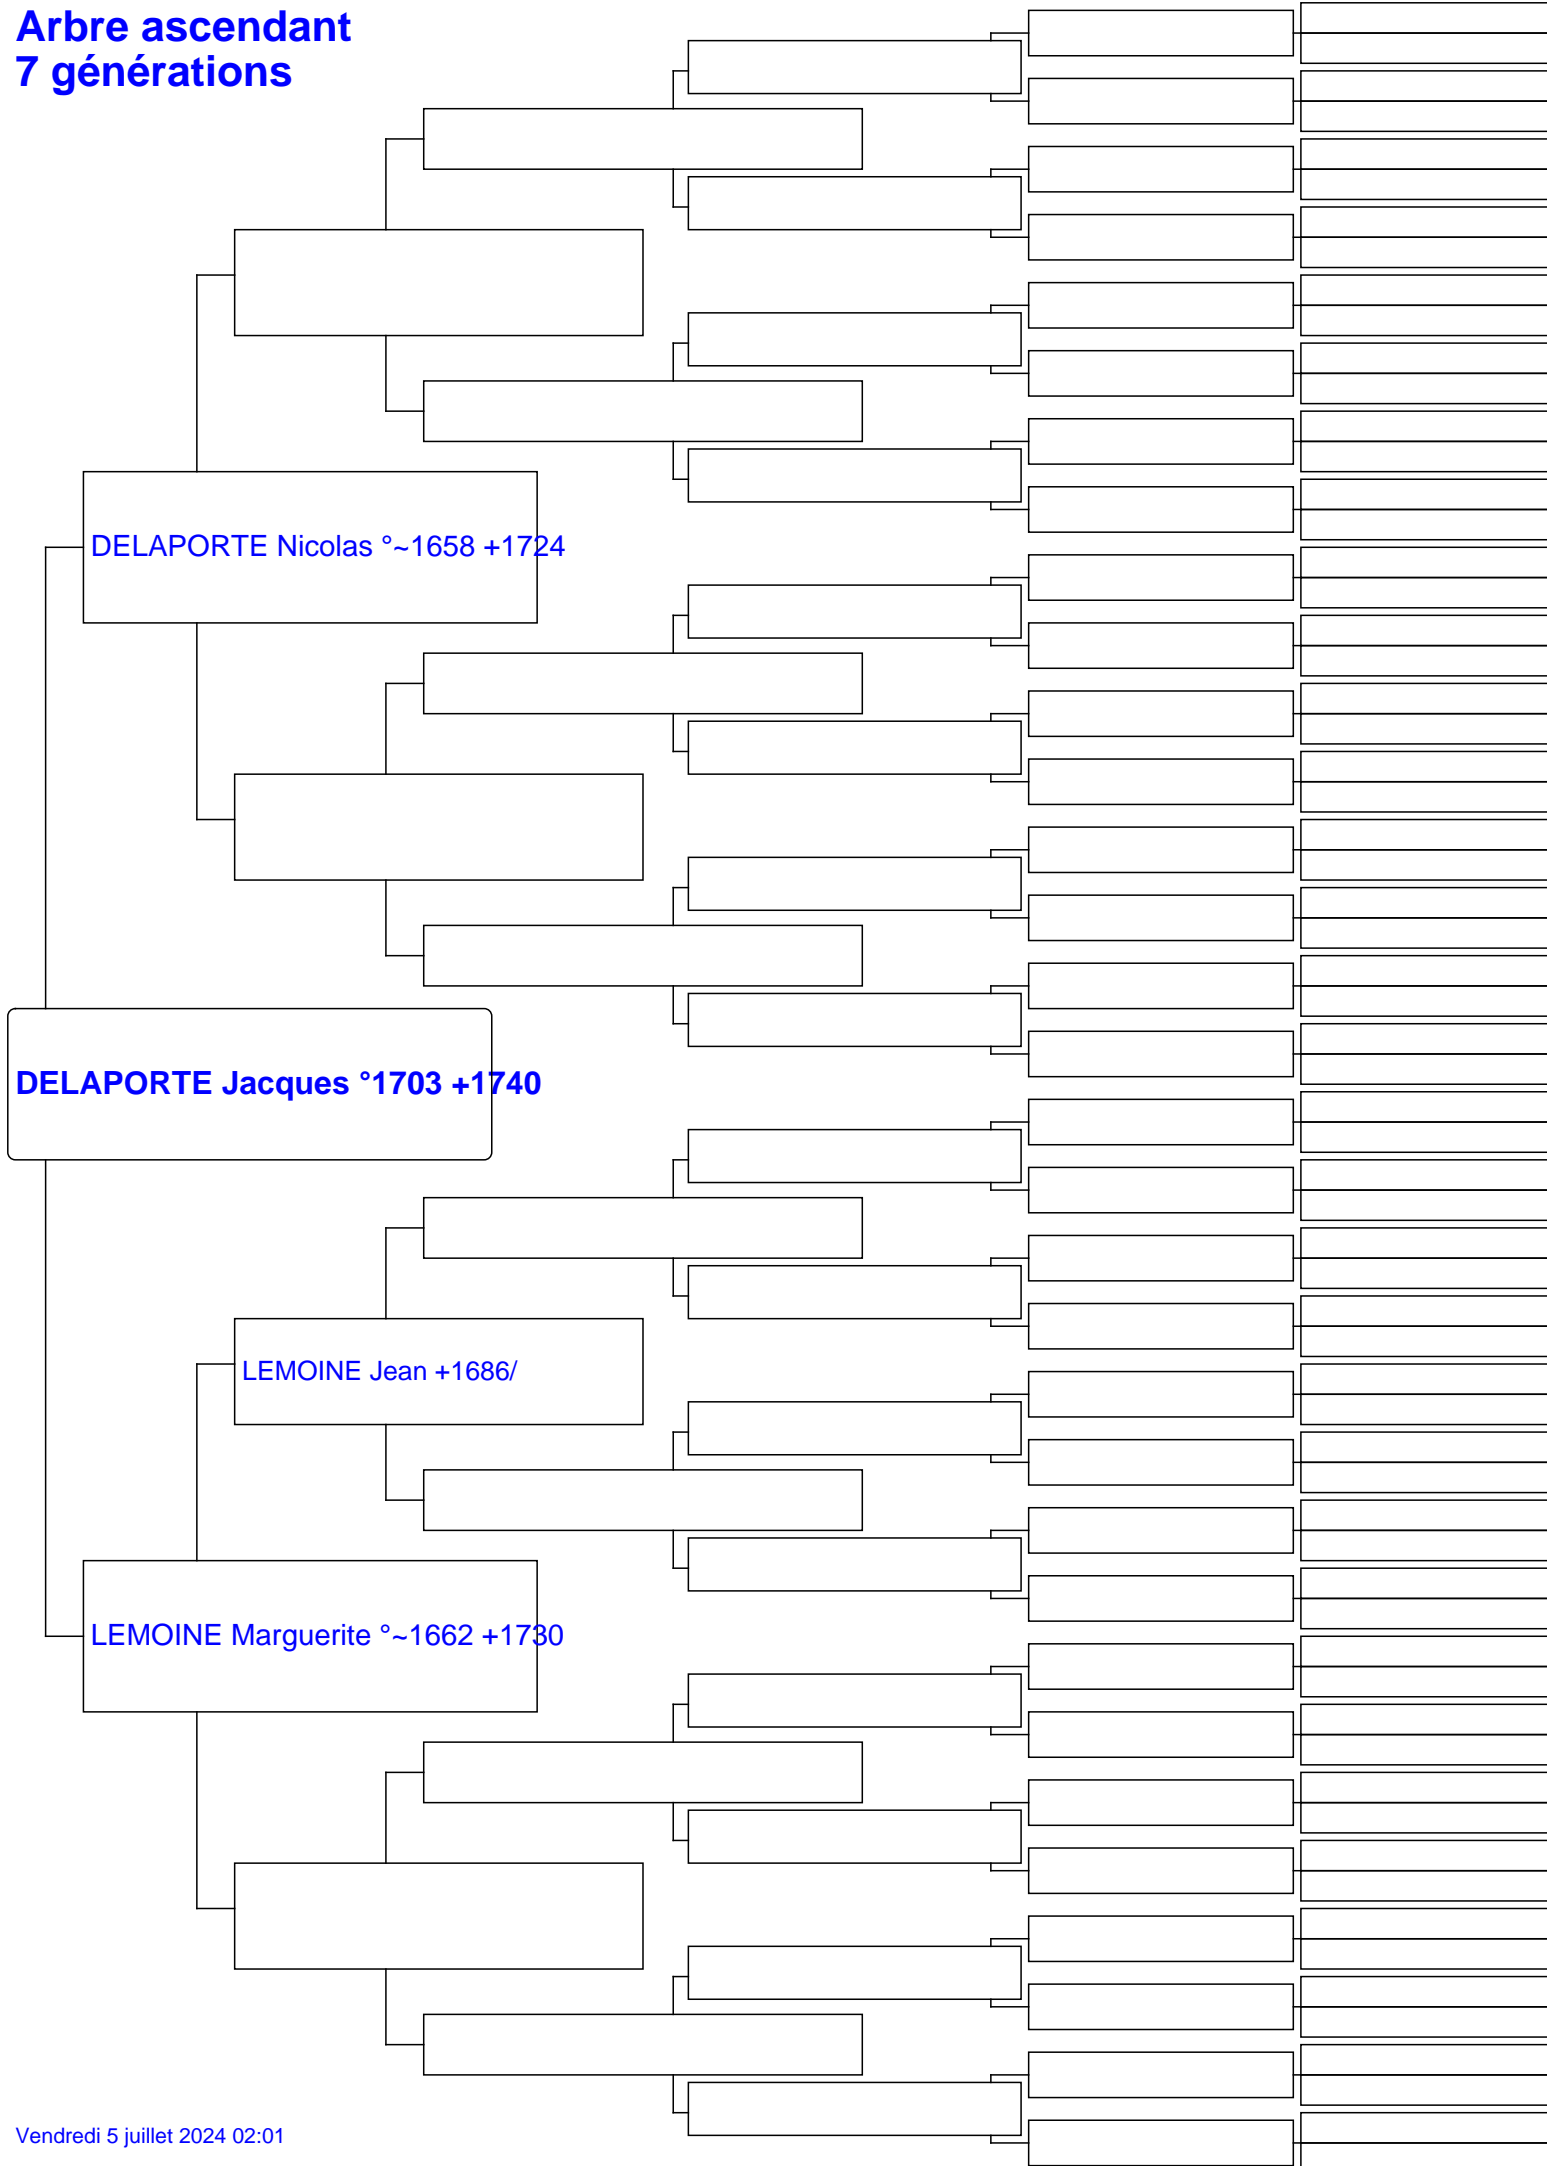 Arbre ascendant
7 générations
DELAPORTE Nicolas °~1658 +1724
DELAPORTE Jacques °1703 +1740
LEMOINE Jean +1686/
LEMOINE Marguerite °~1662 +1730
Vendredi 5 juillet 2024 02:01